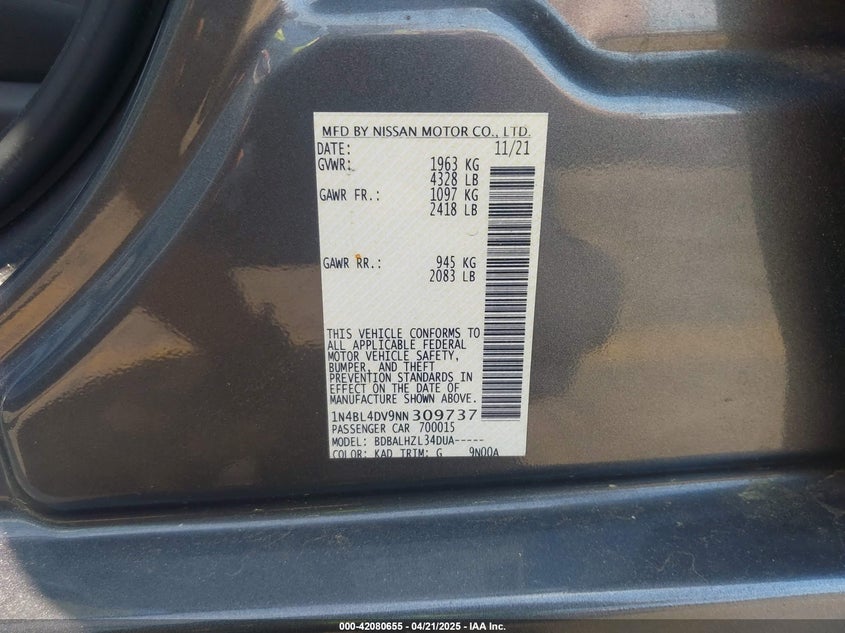 MFD BY NISSAN MOTOR CO., LTD.
DATE: 11/21
GVWR: 1963 KG
4328 LB
GAWR FR.: 1097 KG
2418 LB
GAWR RR.: 945 KG
2083 LB
THIS VEHICLE CONFORMS TO
ALL APPLICABLE FEDERAL
MOTOR VEHICLE SAFETY,
BUMPER, AND THEFT
PREVENTION STANDARDS IN
EFFECT ON THE DATE OF
MANUFACTURE SHOWN ABOVE.
1N4BL4DV9NN309737
PASSENGER CAR 700015
MODEL: BDBALHZL34DUA-----
COLOR: KAD TRIM: G 9N00A
000-42080655 - 04/21/2025 - IAA Inc.